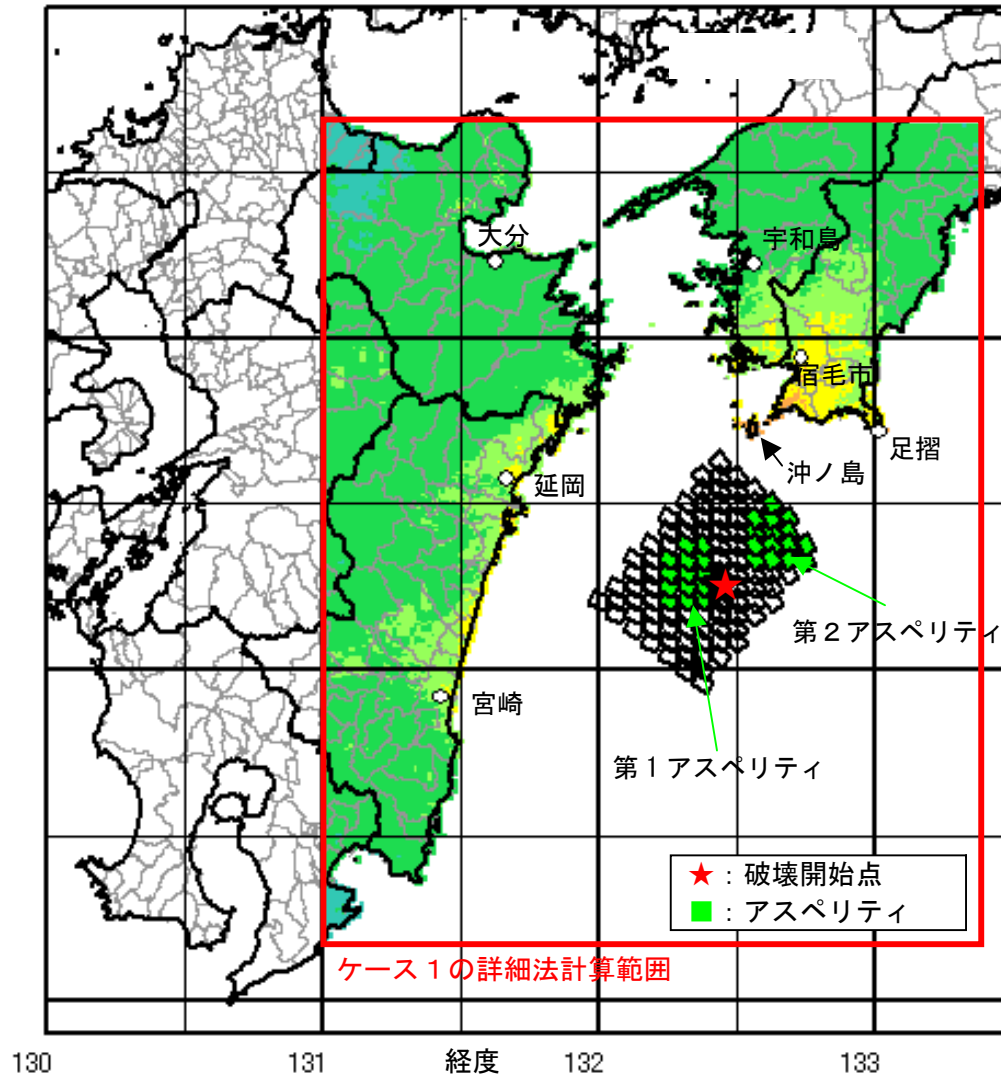 大分
宇和島
宿毛市
足摺
沖ノ島
延岡
第２アスペリティ
宮崎
第１アスペリティ
★：破壊開始点
■：アスペリティ
ケース１の詳細法計算範囲
130 131 経度 132 133